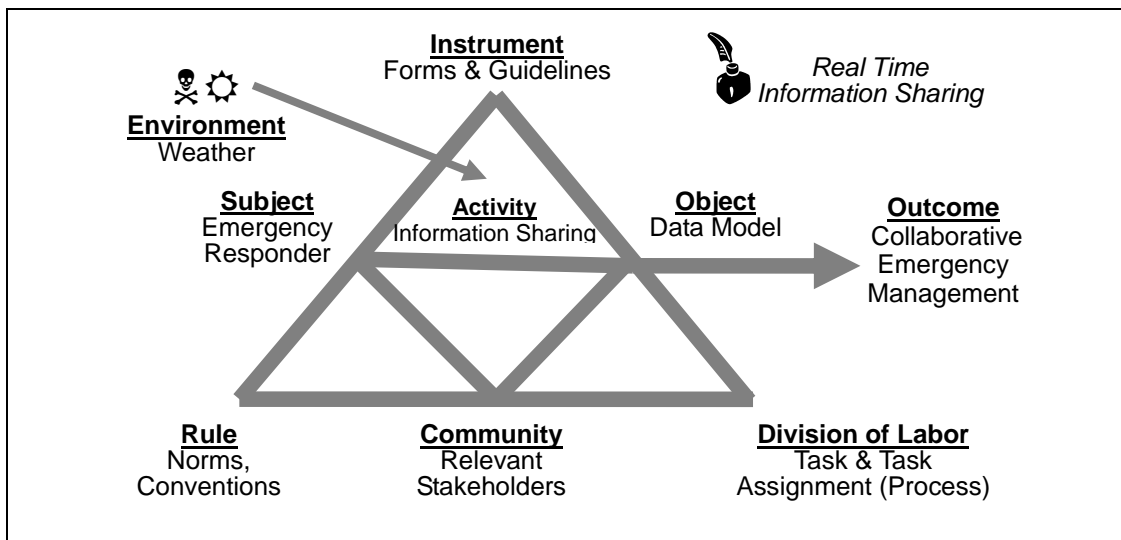 Instrument
Forms & Guidelines
Real Time
Information Sharing
Environment
Weather
Subject
Emergency
Responder
Activity
Information Sharing
Object
Data Model
Outcome
Collaborative
Emergency
Management
Rule
Norms,
Conventions
Community
Relevant
Stakeholders
Division of Labor
Task & Task
Assignment (Process)